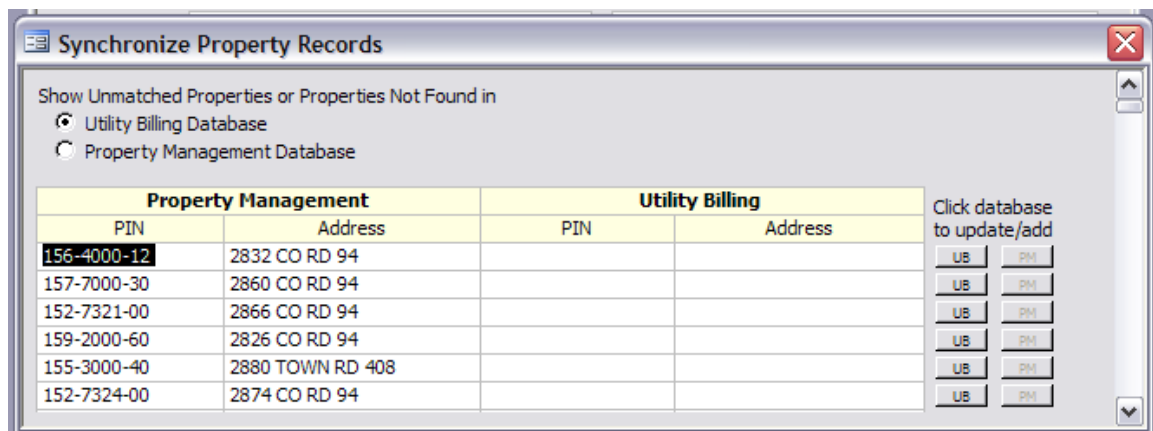 Synchronize Property Records
Show Unmatched Properties or Properties Not Found in
Utility Billing Database
Property Management Database
Property Management Utility Billing Click database to update/add
PIN Address PIN Address
156-4000-12 2832 CO RD 94 UB PM
157-7000-30 2860 CO RD 94 UB PM
152-7321-00 2866 CO RD 94 UB PM
159-2000-60 2826 CO RD 94 UB PM
155-3000-40 2880 TOWN RD 408 UB PM
152-7324-00 2874 CO RD 94 UB PM